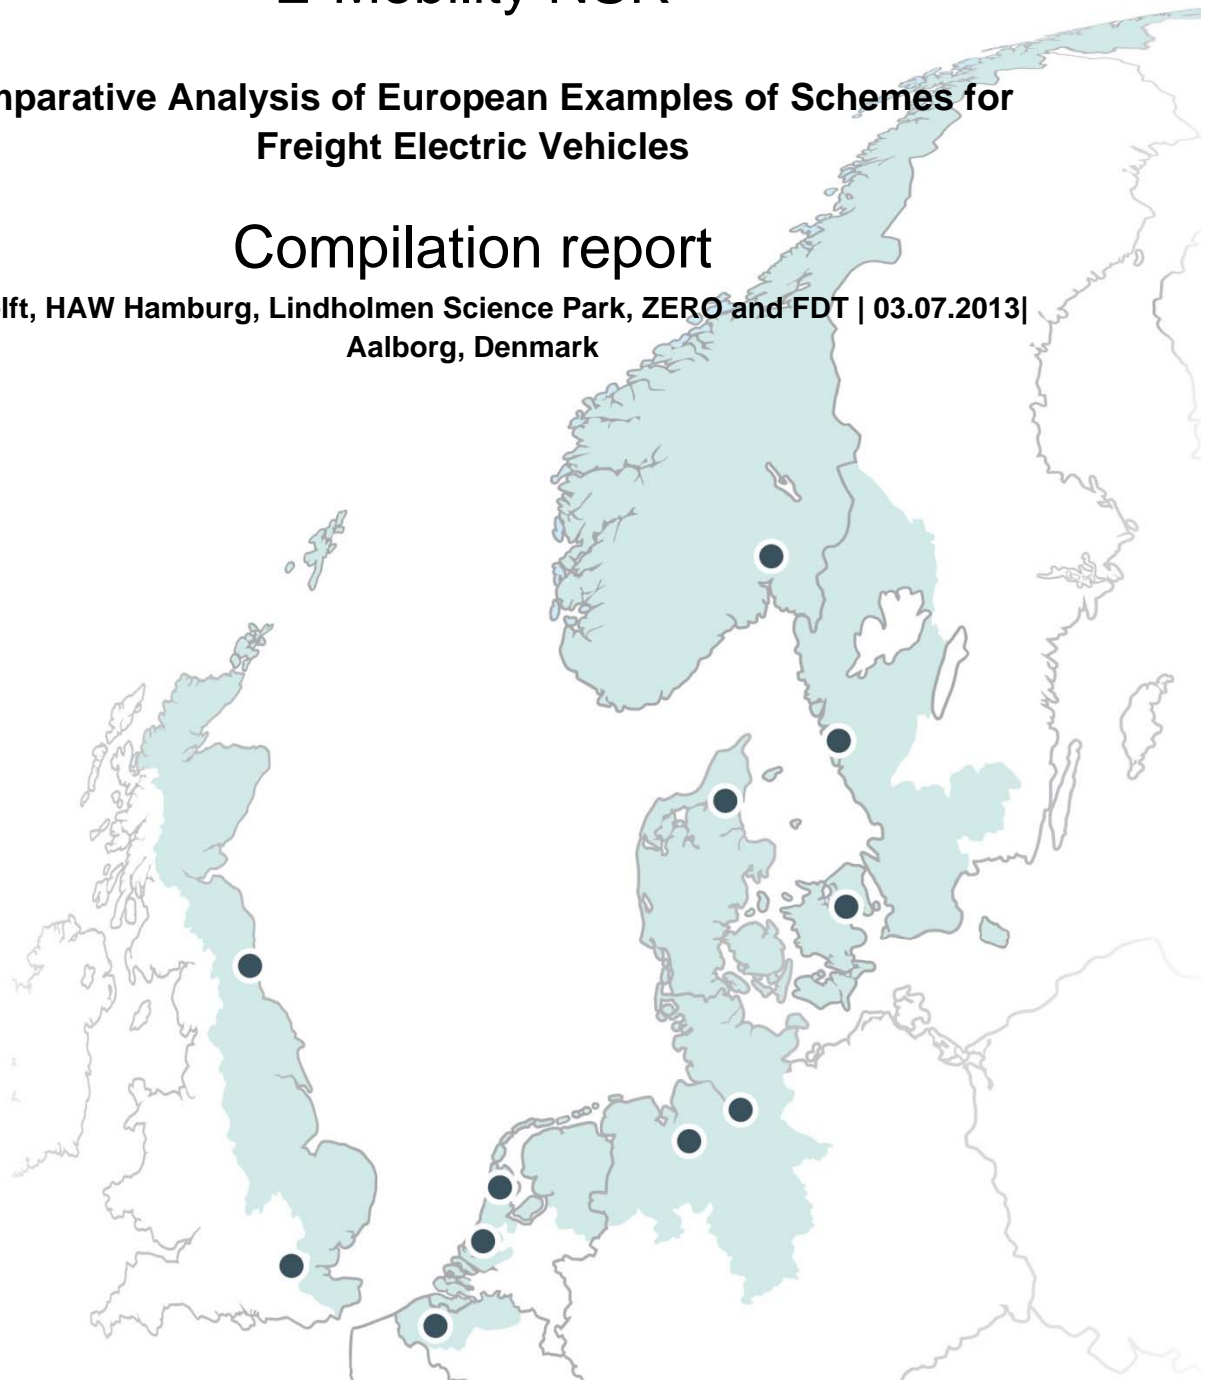 E-Mobility NSR
mparative Analysis of European Examples of Schemes for
Freight Electric Vehicles
Compilation report
lft, HAW Hamburg, Lindholmen Science Park, ZERO and FDT | 03.07.2013|
Aalborg, Denmark